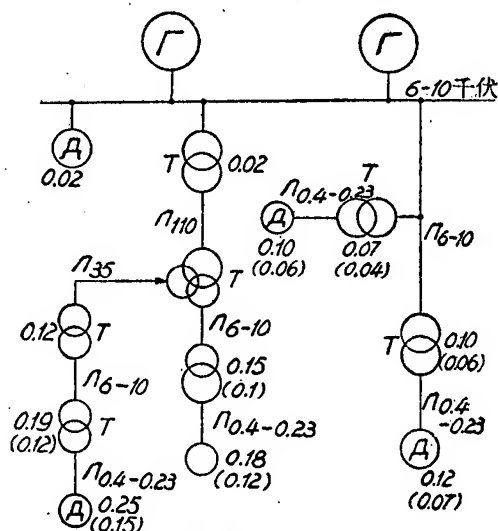 Г
Г
6-10千伏
Д
0.02
Т
0.02
Л110
Т
Л0.4-0.23
Д
0.10
(0.06)
0.07
(0.04)
Л6-10
Л35
Т
0.12
Т
Л6-10
0.15
(0.1)
Т
0.10
(0.06)
Л6-10
0.19
(0.12)
Т
Л0.4-0.23
Л0.4
-0.23
0.18
(0.12)
Д
0.12
(0.07)
Л0.4-0.23
Д
0.25
(0.15)